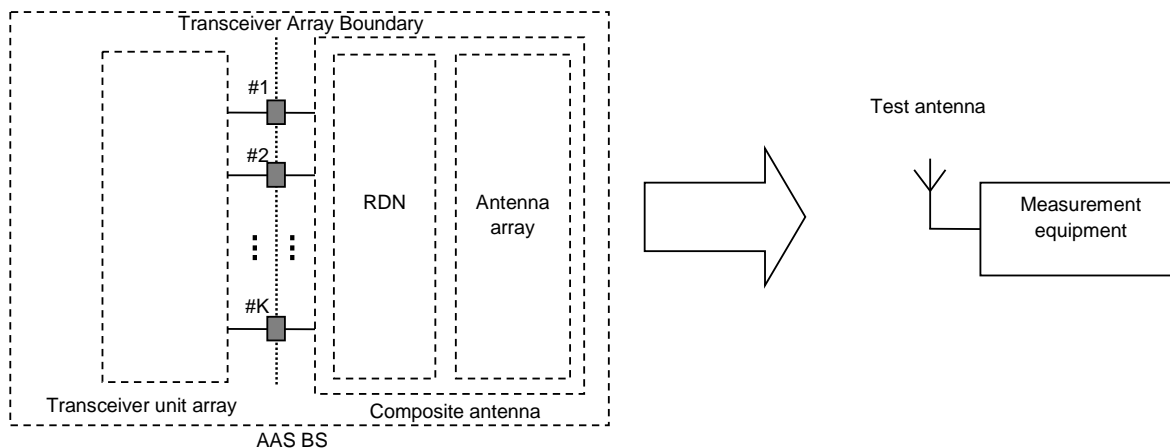 Transceiver Array Boundary
#1
#2
#K
RDN
Antenna
array
Transceiver unit array
Composite antenna
AAS BS
Test antenna
Measurement
equipment